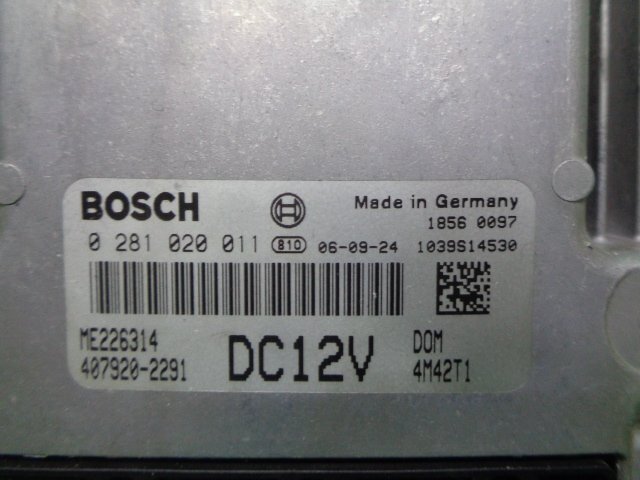 BOSCH Made in Germany
1856 0097
0 281 020 011 810 06-09-24 1039S14530
ME226314 DC12V DOM
407920-2291 4M42T1